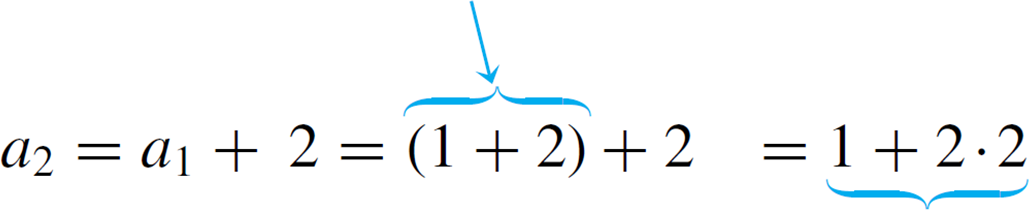 a₂ = a₁ + 2 = (1 + 2) + 2 = 1 + 2 · 2